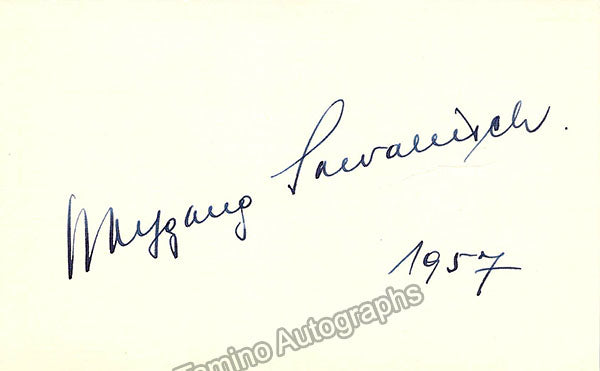 Wolfgang Sawallisch.
1957
Tamino Autographs